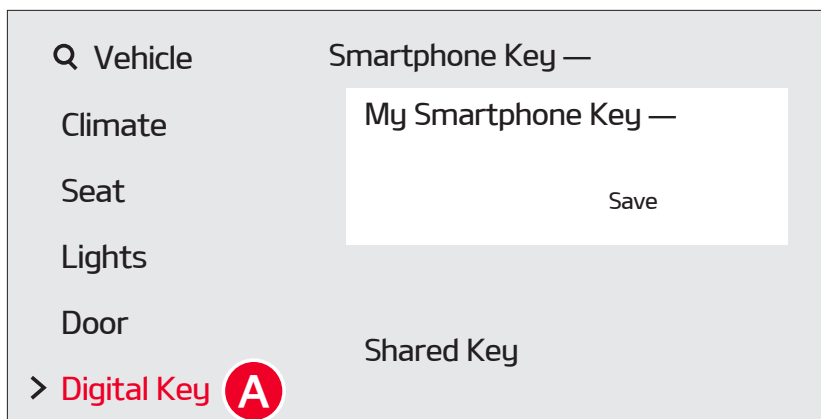 Vehicle
Climate
Seat
Lights
Door
> Digital Key A
Smartphone Key —
My Smartphone Key —
Save
Shared Key